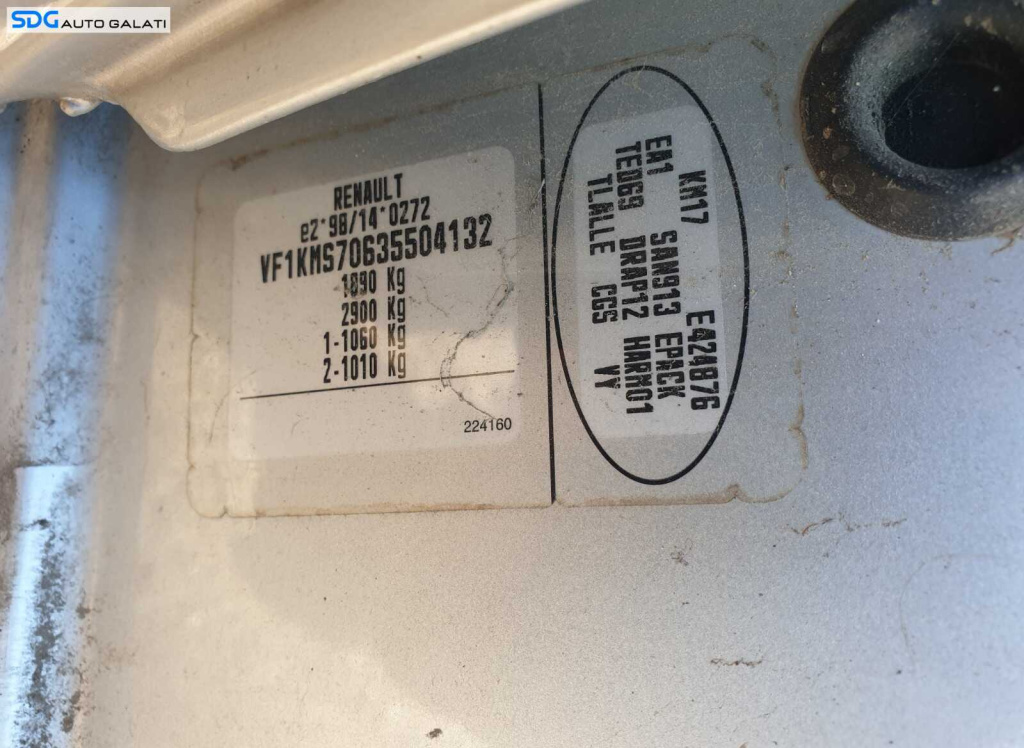 SDG AUTO GALATI
RENAULT
e2*98/14*0272
VF1KMS70635504132
1890 Kg
2900 Kg
1-1060 Kg
2-1010 Kg
224160
KM17 E424876
EA1 SAN913 EPACK
TED69 DRAP12 HARM01
TLALLE CGS VY